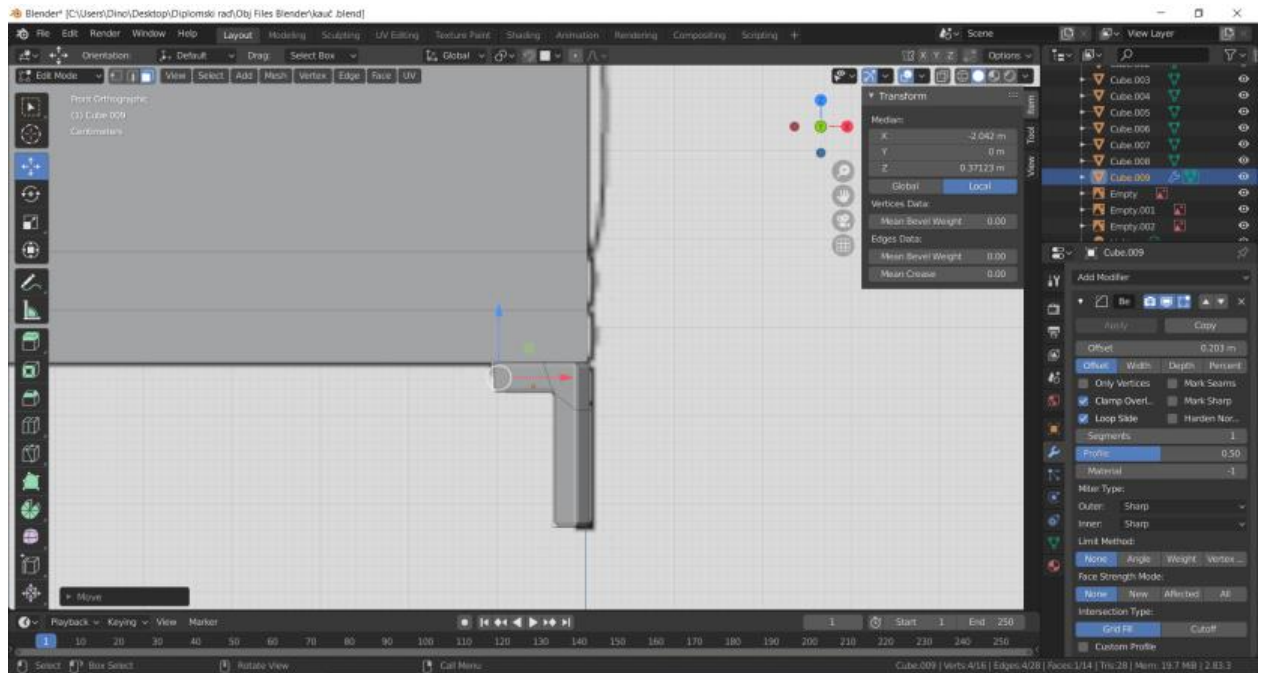 Blender* [C:\Users\Dino\Desktop\Diplomski rad\Obj Files Blender\kauč .blend]
File Edit Render Window Help Layout Modeling Sculpting UV Editing Texture Paint Shading Animation Rendering Compositing Scripting + Scene View Layer
Orientation: Default Drag: Select Box Global X Y Z Options
Edit Mode View Select Add Mesh Vertex Edge Face UV
Front Orthographic
(1) Cube.009
Centimeters
Transform
Median:
X -2.042 m
Y 0 m
Z 0.37123 m
Global Local
Vertices Data:
Mean Bevel Weight 0.00
Edges Data:
Mean Bevel Weight 0.00
Mean Crease 0.00
Item
Tool
View
Cube.003
Cube.004
Cube.005
Cube.006
Cube.007
Cube.008
Cube.009
Empty
Empty.001
Empty.002
Cube.009
Add Modifier
Be
Apply Copy
Offset 0.203 m
Offset Width Depth Percent
Only Vertices Mark Seams
Clamp Overl... Mark Sharp
Loop Slide Harden Nor...
Segments 1
Profile 0.50
Material -1
Miter Type:
Outer: Sharp
Inner: Sharp
Limit Method:
None Angle Weight Vertex ...
Face Strength Mode:
None New Affected All
Intersection Type:
Grid Fill Cutoff
Custom Profile
Move
Playback Keying View Marker 1 Start 1 End 250
1 10 20 30 40 50 60 70 80 90 100 110 120 130 140 150 160 170 180 190 200 210 220 230 240 250
Select Box Select Rotate View Call Menu Cube.009 | Verts:4/16 | Edges:4/28 | Faces:1/14 | Tris:28 | Mem: 19.7 MiB | 2.83.3